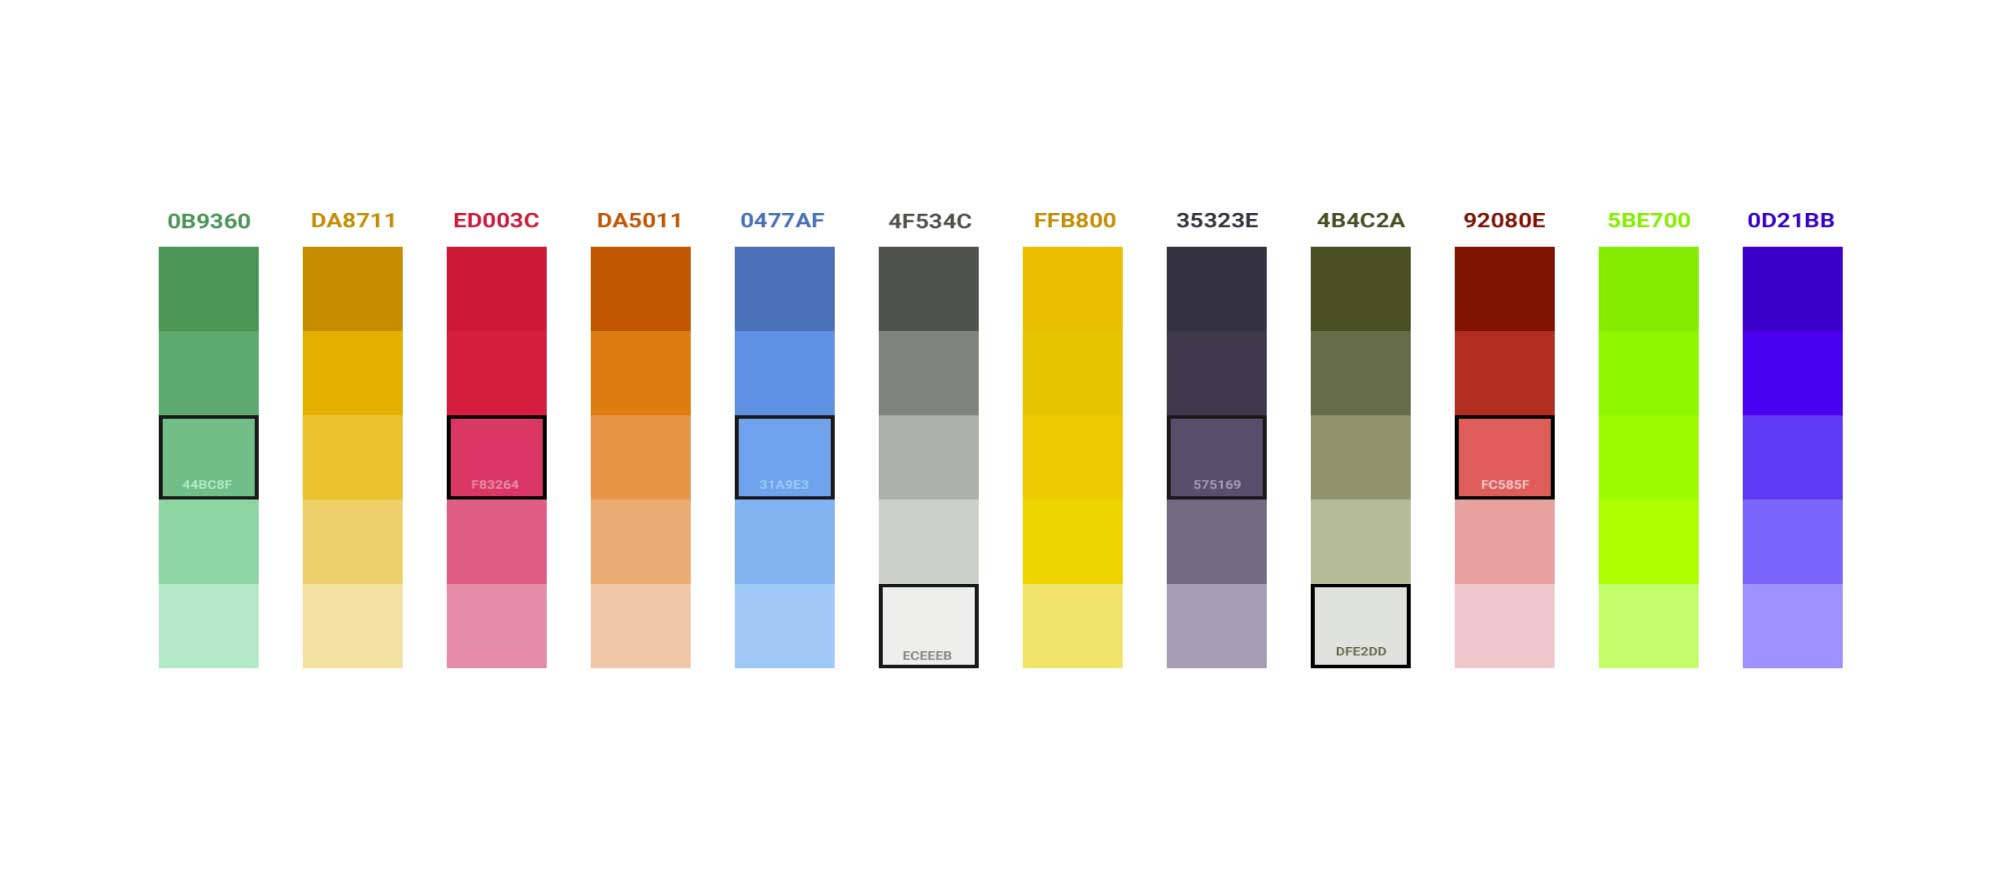 0B9360 DA8711 ED003C DA5011 0477AF 4F534C FFB800 35323E 4B4C2A 92080E 5BE700 0D21BB
44BC8F F83264 31A9E3 575169 FC585F
ECEEEB DFE2DD